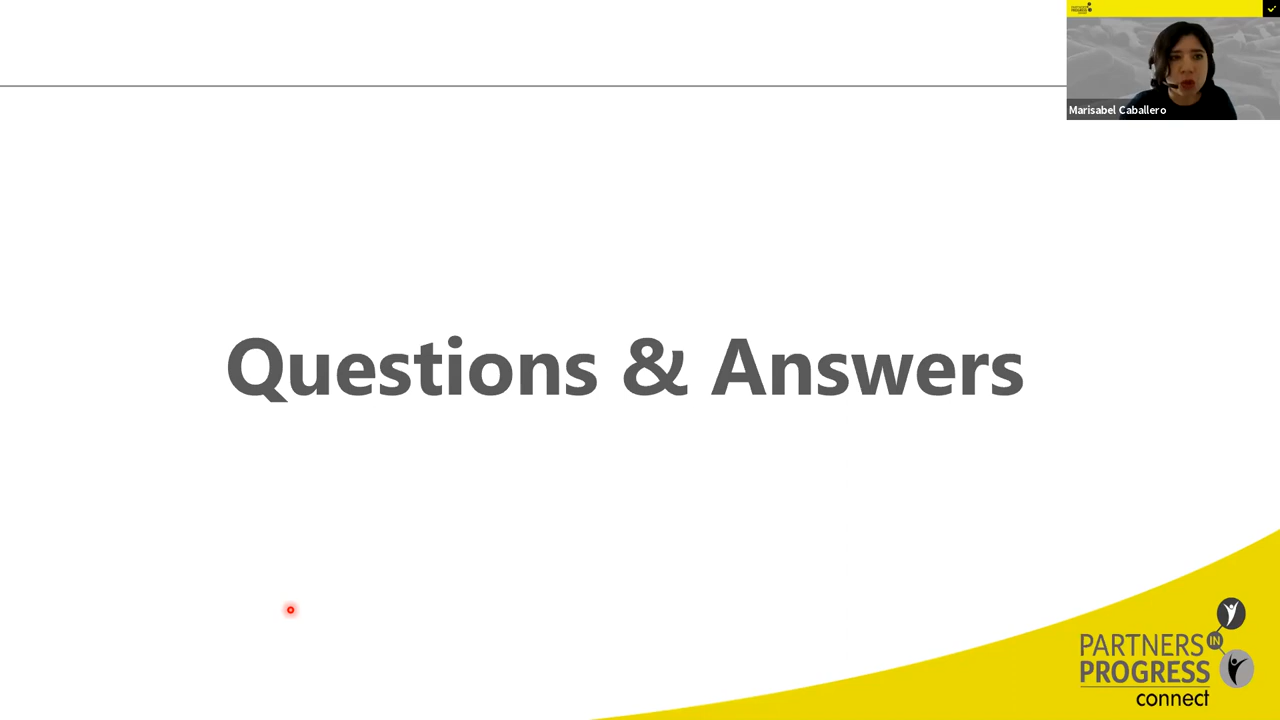 Marisabel Caballero
Questions & Answers
PARTNERS
IN
PROGRESS
connect